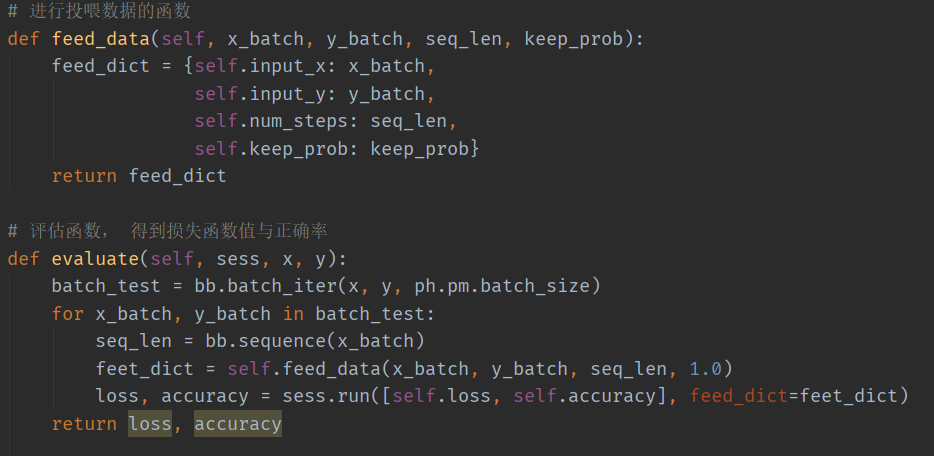 # 进行投喂数据的函数
def feed_data(self, x_batch, y_batch, seq_len, keep_prob):
    feed_dict = {self.input_x: x_batch,
                 self.input_y: y_batch,
                 self.num_steps: seq_len,
                 self.keep_prob: keep_prob}
    return feed_dict

# 评估函数， 得到损失函数值与正确率
def evaluate(self, sess, x, y):
    batch_test = bb.batch_iter(x, y, ph.pm.batch_size)
    for x_batch, y_batch in batch_test:
        seq_len = bb.sequence(x_batch)
        feet_dict = self.feed_data(x_batch, y_batch, seq_len, 1.0)
        loss, accuracy = sess.run([self.loss, self.accuracy], feed_dict=feet_dict)
    return loss, accuracy